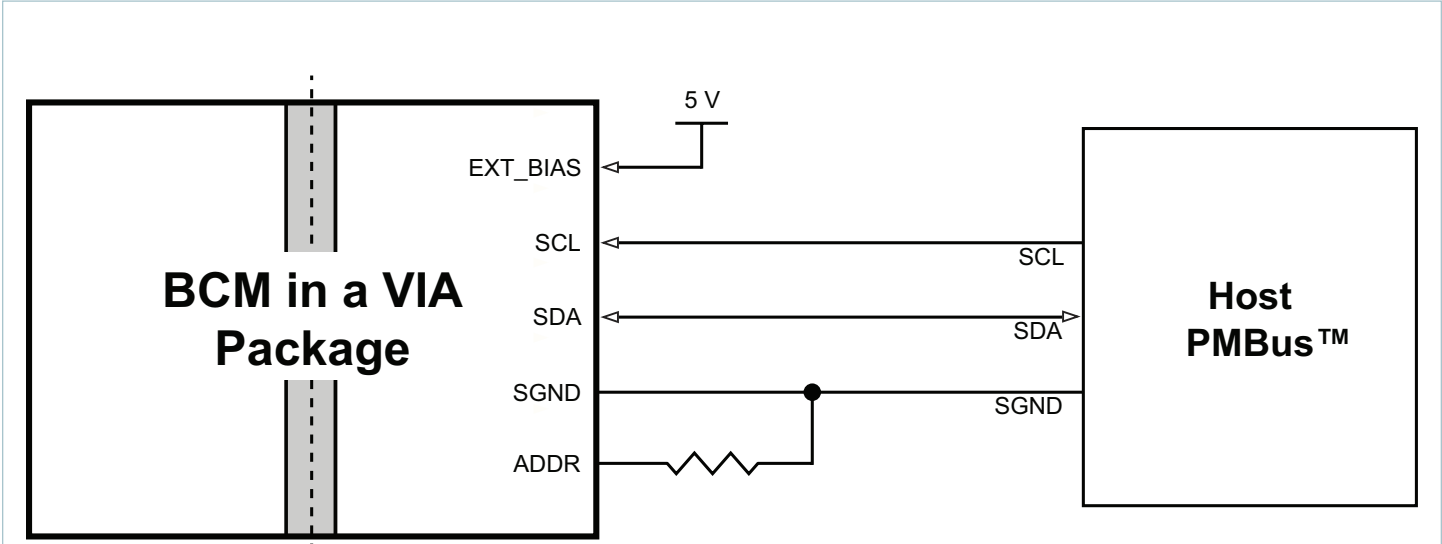 5 V
EXT_BIAS
SCL
SCL
BCM in a VIA
Package
Host
PMBus™
SDA
SDA
SGND
SGND
ADDR